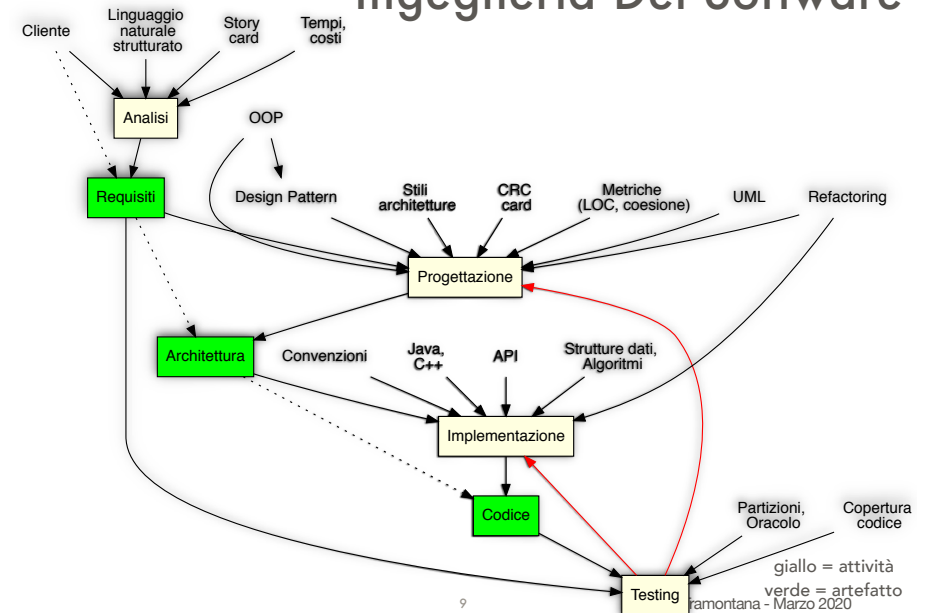 Ingegneria Del Software
Cliente
Linguaggio
naturale
strutturato
Story
card
Tempi,
costi
Analisi
OOP
Requisiti
Design Pattern
Stili
architetture
CRC
card
Metriche
(LOC, coesione)
UML
Refactoring
Progettazione
Architettura
Convenzioni
Java,
C++
API
Strutture dati,
Algoritmi
Implementazione
Codice
Partizioni,
Oracolo
Copertura
codice
giallo = attività
verde = artefatto
Testing
9
ramontana - Marzo 2020